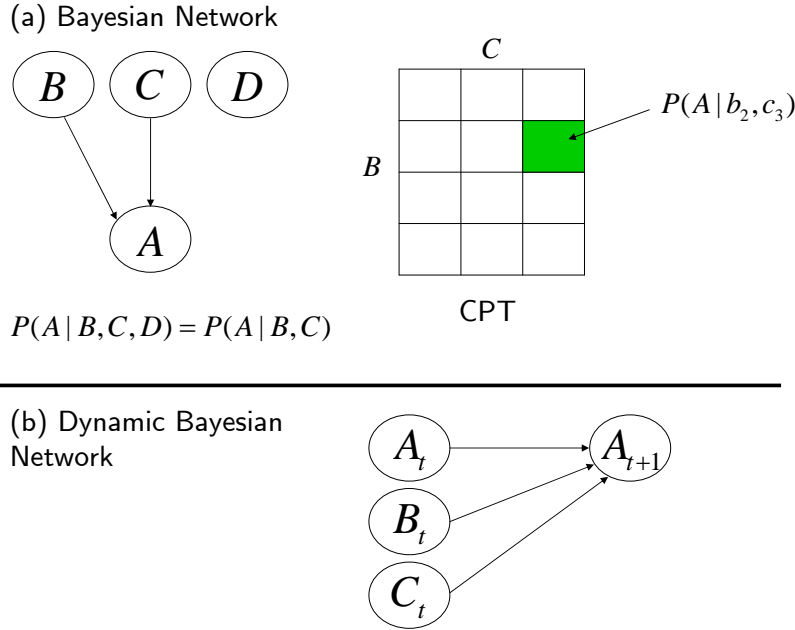 (a) Bayesian Network
B C D
A
P(A | B, C, D) = P(A | B, C)
C
B
P(A | b₂, c₃)
CPT
(b) Dynamic Bayesian
Network
Aₜ
Bₜ
Cₜ
Aₜ₊₁